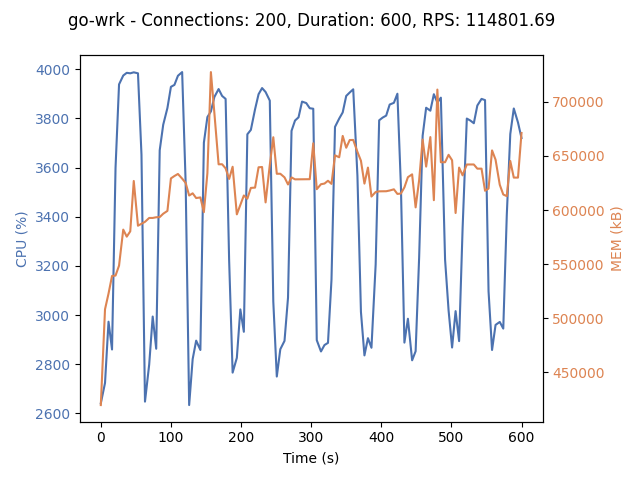 go-wrk - Connections: 200, Duration: 600, RPS: 114801.69
4000
3800
3600
3400
3200
3000
2800
2600
CPU (%)
700000
650000
600000
550000
500000
450000
MEM (kB)
0 100 200 300 400 500 600
Time (s)